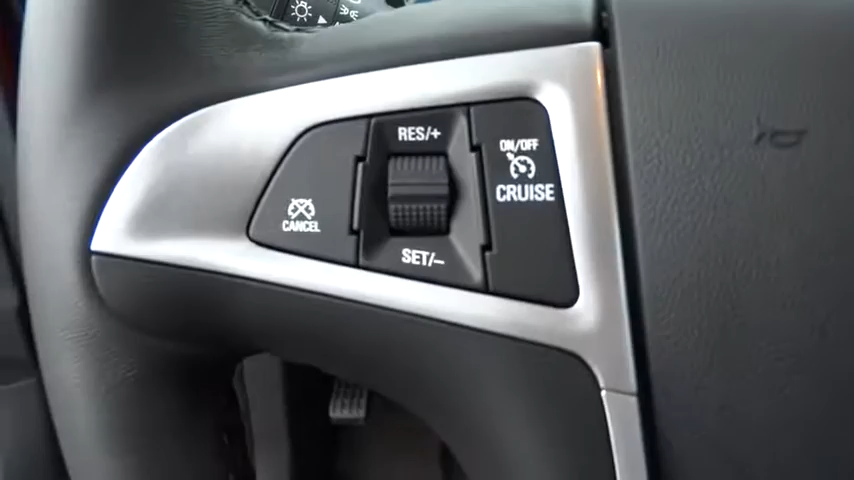 RES/+
ON/OFF
CRUISE
CANCEL
SET/–